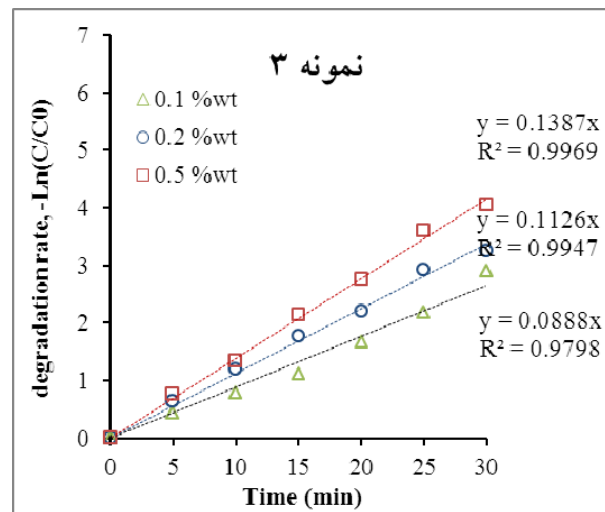 نمونه ۳
0.1 %wt
0.2 %wt
0.5 %wt
y = 0.1387x
R² = 0.9969
y = 0.1126x
R² = 0.9947
y = 0.0888x
R² = 0.9798
degradation rate, -Ln(C/C0)
7
6
5
4
3
2
1
0
0 5 10 15 20 25 30
Time (min)